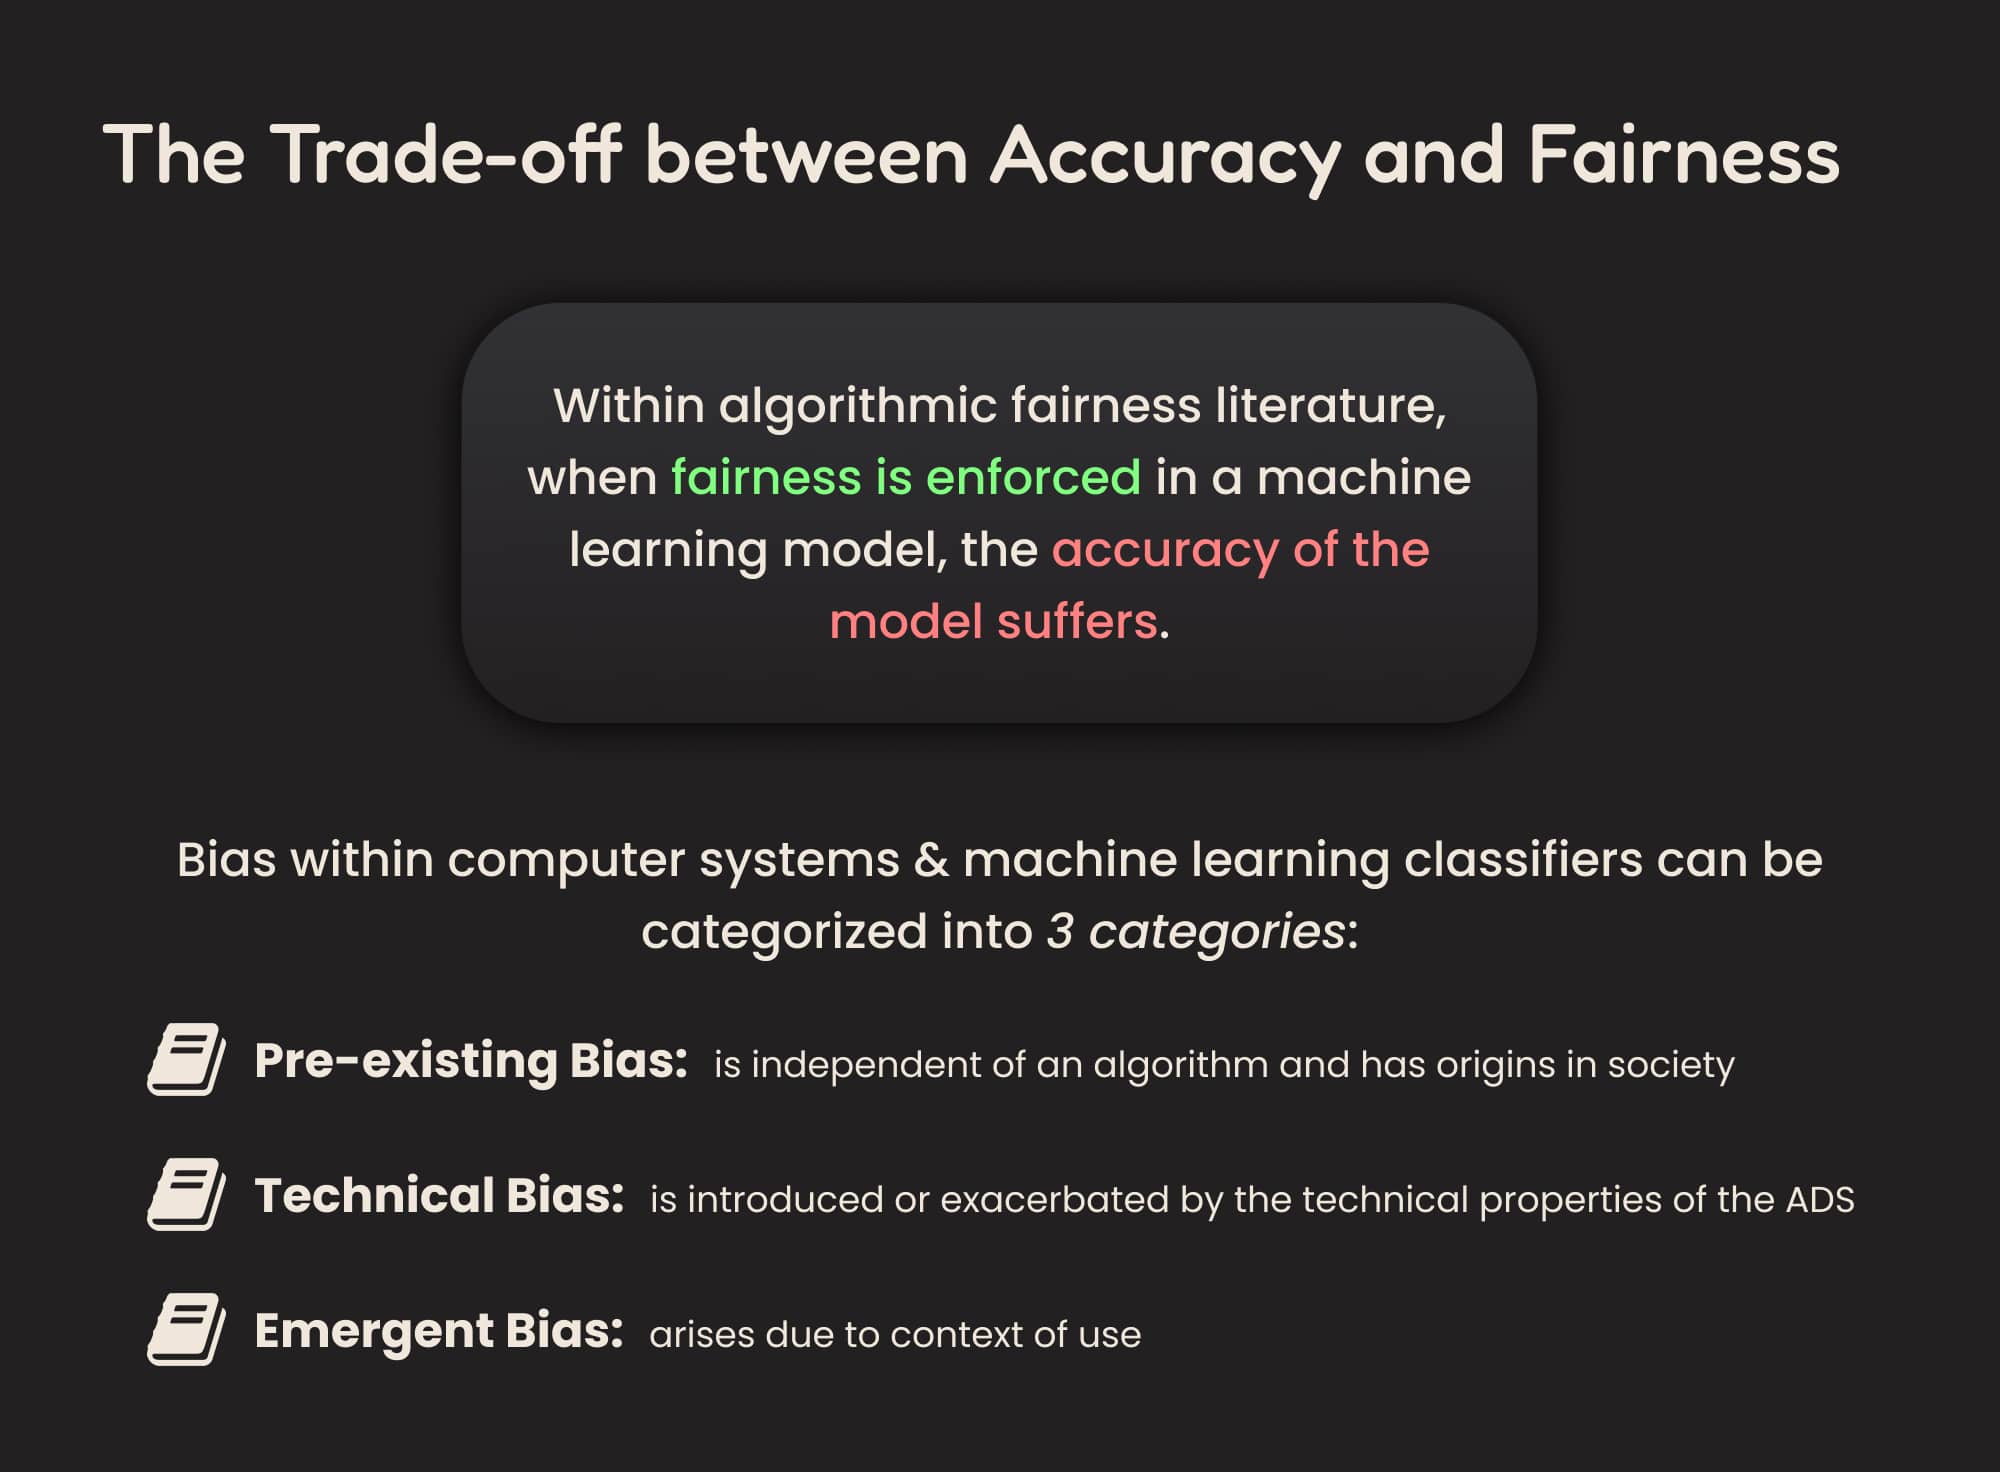 The Trade-off between Accuracy and Fairness
Within algorithmic fairness literature,
when fairness is enforced in a machine
learning model, the accuracy of the
model suffers.
Bias within computer systems & machine learning classifiers can be
categorized into 3 categories:
Pre-existing Bias: is independent of an algorithm and has origins in society
Technical Bias: is introduced or exacerbated by the technical properties of the ADS
Emergent Bias: arises due to context of use